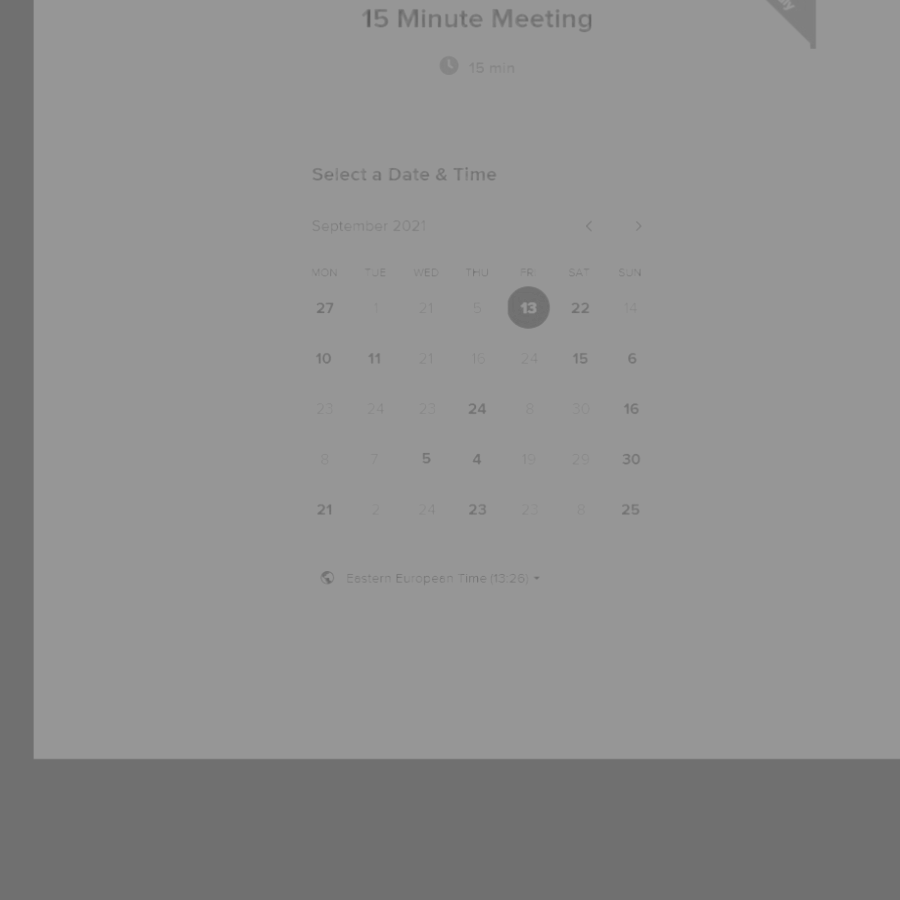 15 Minute Meeting
15 min
Select a Date & Time
September 2021
MON TUE WED THU FRI SAT SUN
27 1 21 5 13 22 14
10 11 21 16 24 15 6
23 24 23 24 8 30 16
8 7 5 4 19 29 30
21 2 24 23 23 8 25
Eastern European Time (13:26)